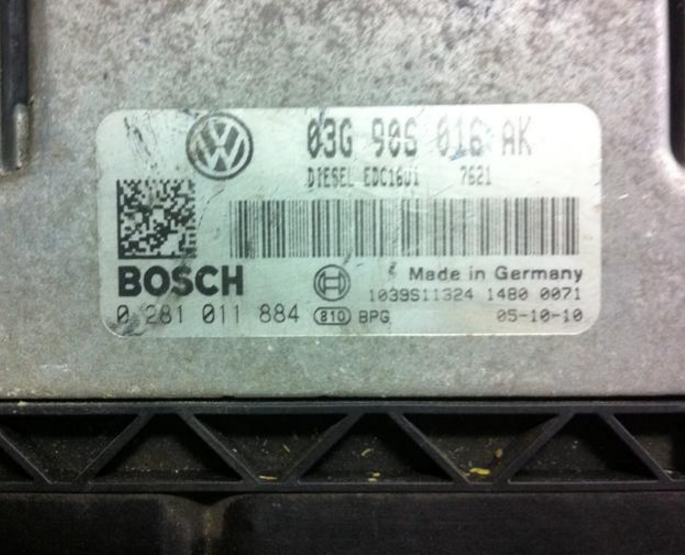 VW
03G 906 016 AK
DIESEL EDC16U1 7621
BOSCH
Made in Germany
1039S11324 1480 0071
0 281 011 884
810 BPG
05-10-10